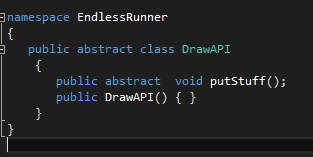 namespace EndlessRunner
{
public abstract class DrawAPI
{
public abstract  void putStuff();
public DrawAPI() { }
}
}